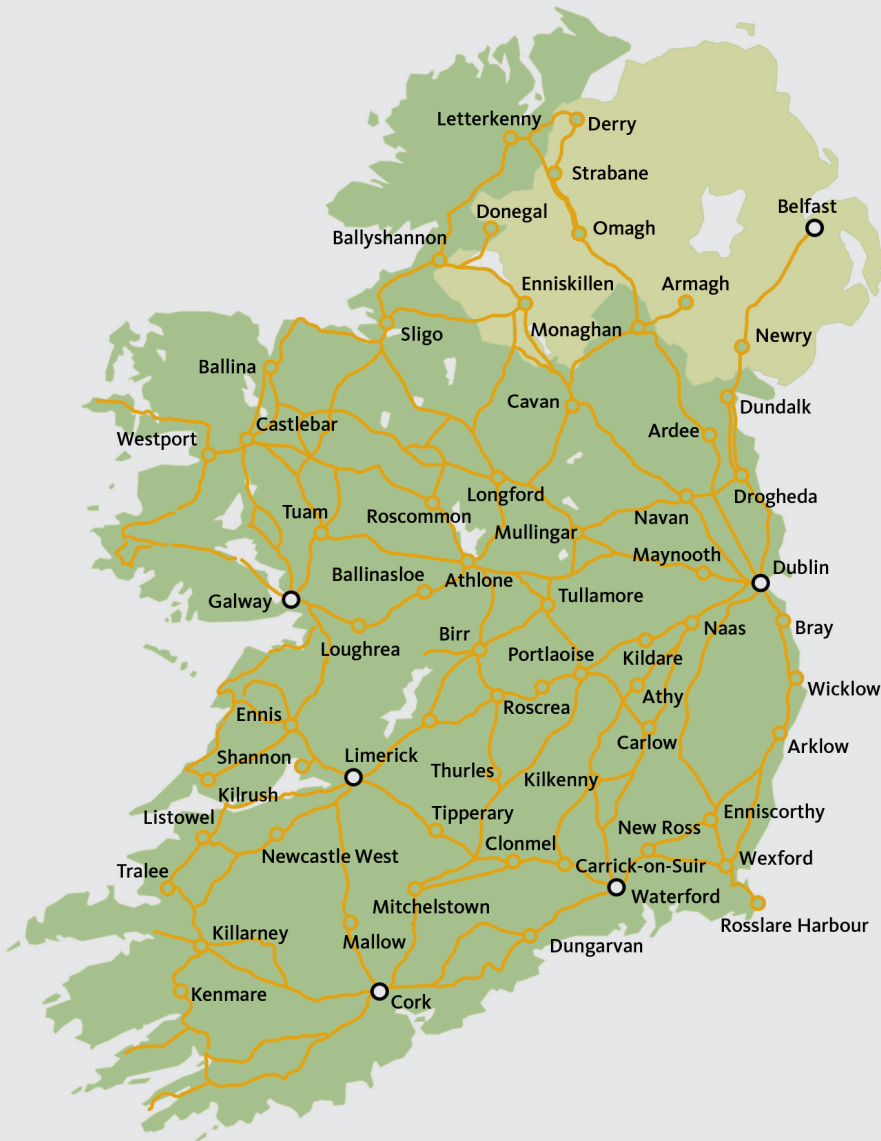 Letterkenny
Derry
Strabane
Belfast
Donegal
Omagh
Ballyshannon
Enniskillen
Armagh
Monaghan
Sligo
Newry
Ballina
Cavan
Dundalk
Castlebar
Ardee
Westport
Longford
Drogheda
Tuam
Roscommon
Navan
Mullingar
Maynooth
Dublin
Ballinasloe
Athlone
Tullamore
Galway
Naas
Bray
Birr
Loughrea
Portlaoise
Kildare
Wicklow
Athy
Roscrea
Ennis
Carlow
Arklow
Shannon
Limerick
Thurles
Kilkenny
Kilrush
Tipperary
Enniscorthy
Listowel
New Ross
Clonmel
Newcastle West
Wexford
Carrick-on-Suir
Tralee
Waterford
Mitchelstown
Rosslare Harbour
Killarney
Mallow
Dungarvan
Kenmare
Cork